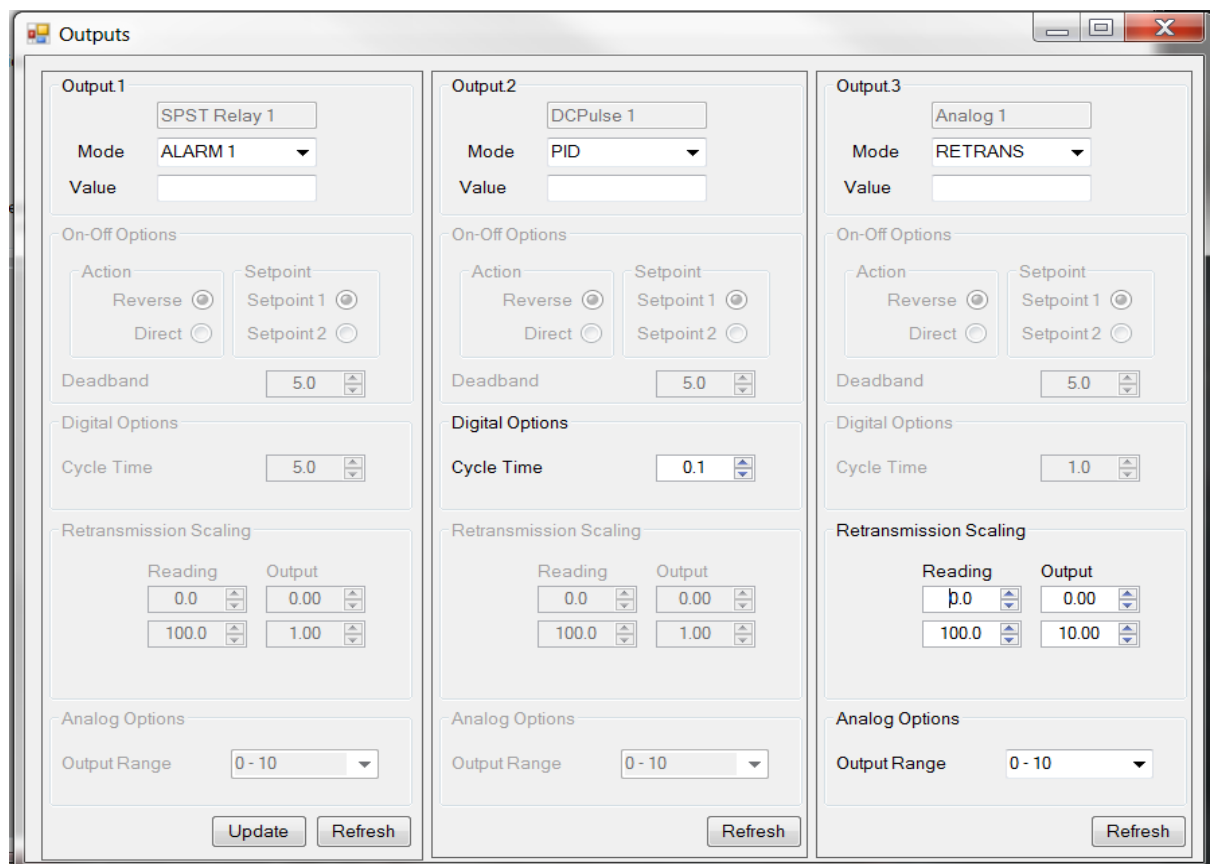 Outputs
Output.1
SPST Relay 1
Mode ALARM 1
Value
On-Off Options
Action
Reverse
Direct
Setpoint
Setpoint 1
Setpoint 2
Deadband 5.0
Digital Options
Cycle Time 5.0
Retransmission Scaling
Reading Output
0.0 0.00
100.0 1.00
Analog Options
Output Range 0 - 10
Update Refresh
Output.2
DCPulse 1
Mode PID
Value
On-Off Options
Action
Reverse
Direct
Setpoint
Setpoint 1
Setpoint 2
Deadband 5.0
Digital Options
Cycle Time 0.1
Retransmission Scaling
Reading Output
0.0 0.00
100.0 1.00
Analog Options
Output Range 0 - 10
Refresh
Output.3
Analog 1
Mode RETRANS
Value
On-Off Options
Action
Reverse
Direct
Setpoint
Setpoint 1
Setpoint 2
Deadband 5.0
Digital Options
Cycle Time 1.0
Retransmission Scaling
Reading Output
0.0 0.00
100.0 10.00
Analog Options
Output Range 0 - 10
Refresh